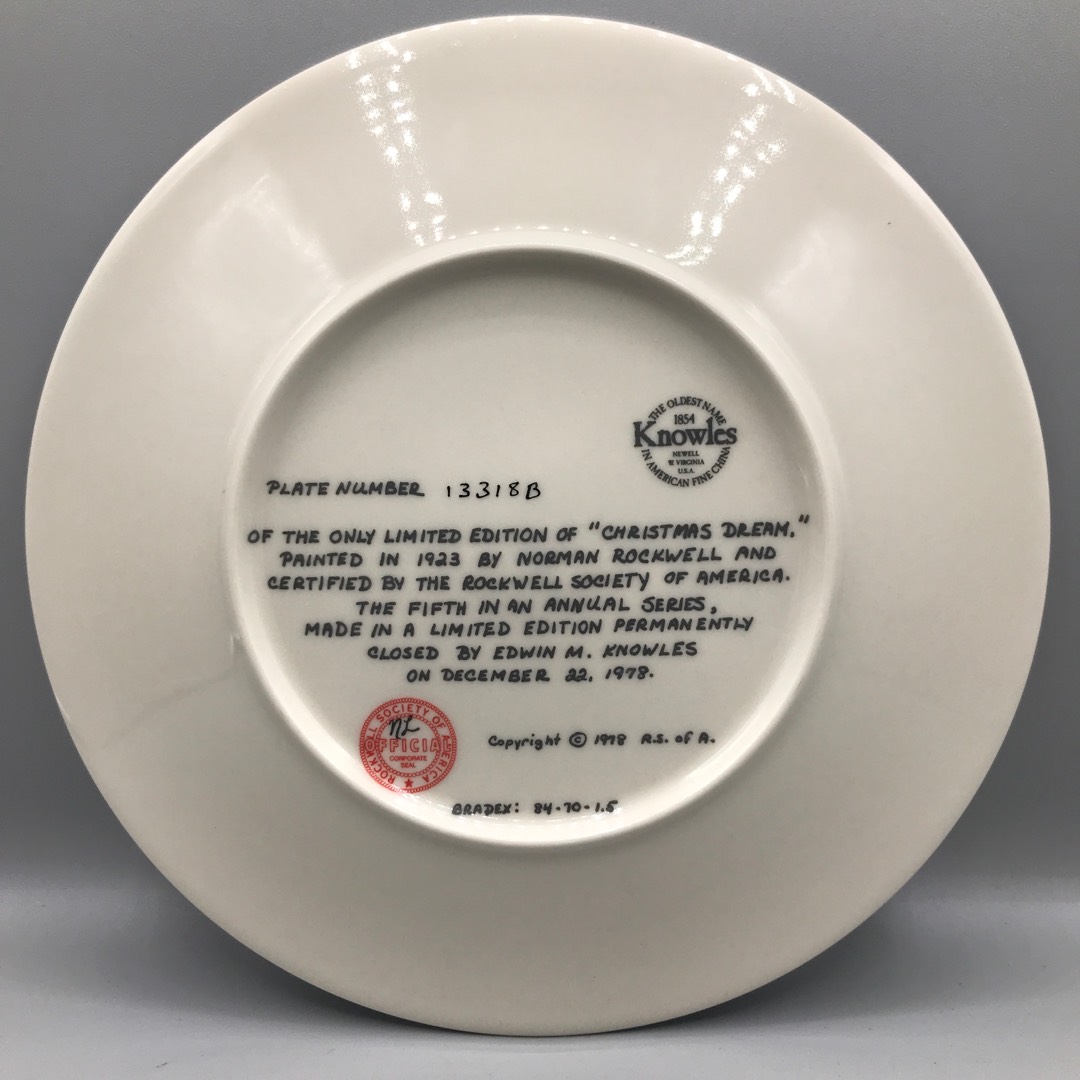 THE OLDEST NAME
1854
Knowles
NEWELL
W VIRGINIA
U.S.A.
IN AMERICAN FINE CHINA
PLATE NUMBER 13318B
OF THE ONLY LIMITED EDITION OF "CHRISTMAS DREAM."
PAINTED IN 1923 BY NORMAN ROCKWELL AND
CERTIFIED BY THE ROCKWELL SOCIETY OF AMERICA.
THE FIFTH IN AN ANNUAL SERIES,
MADE IN A LIMITED EDITION PERMANENTLY
CLOSED BY EDWIN M. KNOWLES
ON DECEMBER 22, 1978.
ROCKWELL SOCIETY OF AMERICA
NL
OFFICIAL
CORPORATE
SEAL
Copyright © 1978 R.S. of A.
BRADEX: 84-70-1.5